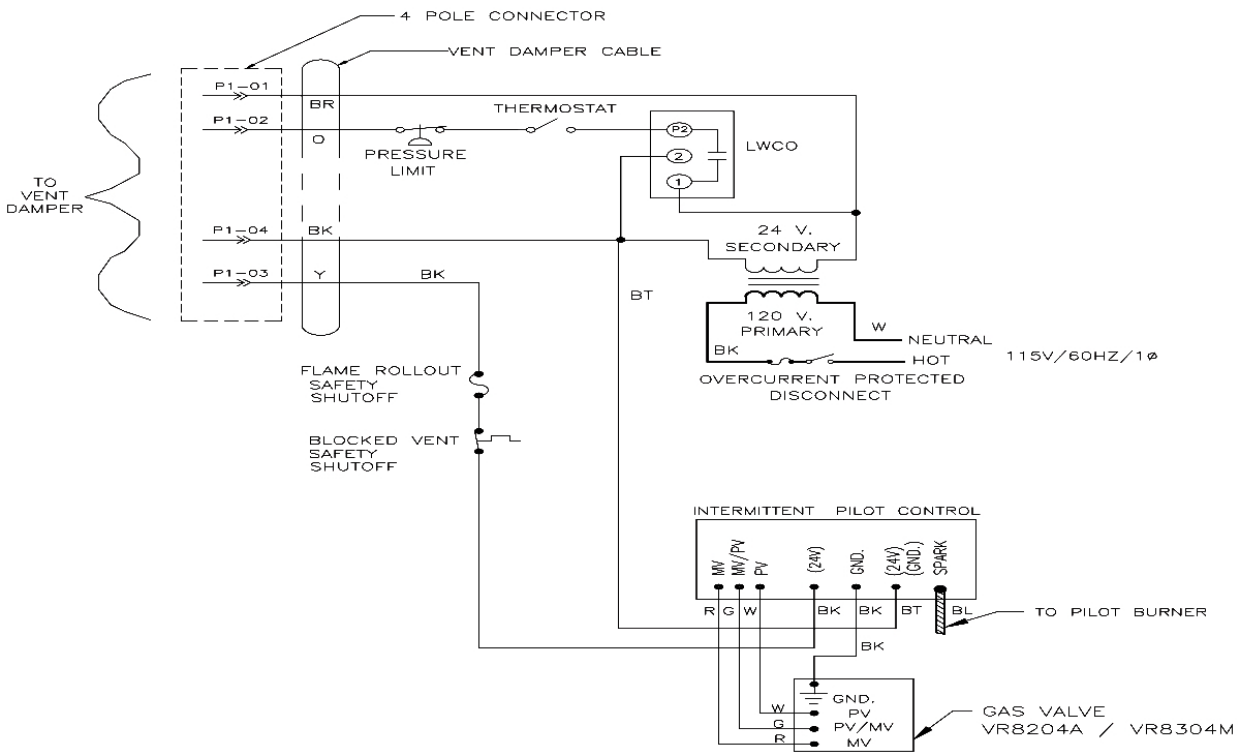 4 POLE CONNECTOR
VENT DAMPER CABLE
P1-01
BR
P1-02
O
PRESSURE
LIMIT
THERMOSTAT
P2
2
1
LWCO
TO
VENT
DAMPER
P1-04
BK
P1-03
Y
BK
BT
24 V.
SECONDARY
120 V.
PRIMARY
W
NEUTRAL
BK
HOT
115V/60HZ/1ø
OVERCURRENT PROTECTED
DISCONNECT
FLAME ROLLOUT
SAFETY
SHUTOFF
BLOCKED VENT
SAFETY
SHUTOFF
INTERMITTENT PILOT CONTROL
MV
MV/PV
PV
(24V)
GND.
(24V)
(GND.)
SPARK
R G W
BK
BK
BT
BL
TO PILOT BURNER
BK
GND.
W
PV
G
PV/MV
R
MV
GAS VALVE
VR8204A / VR8304M